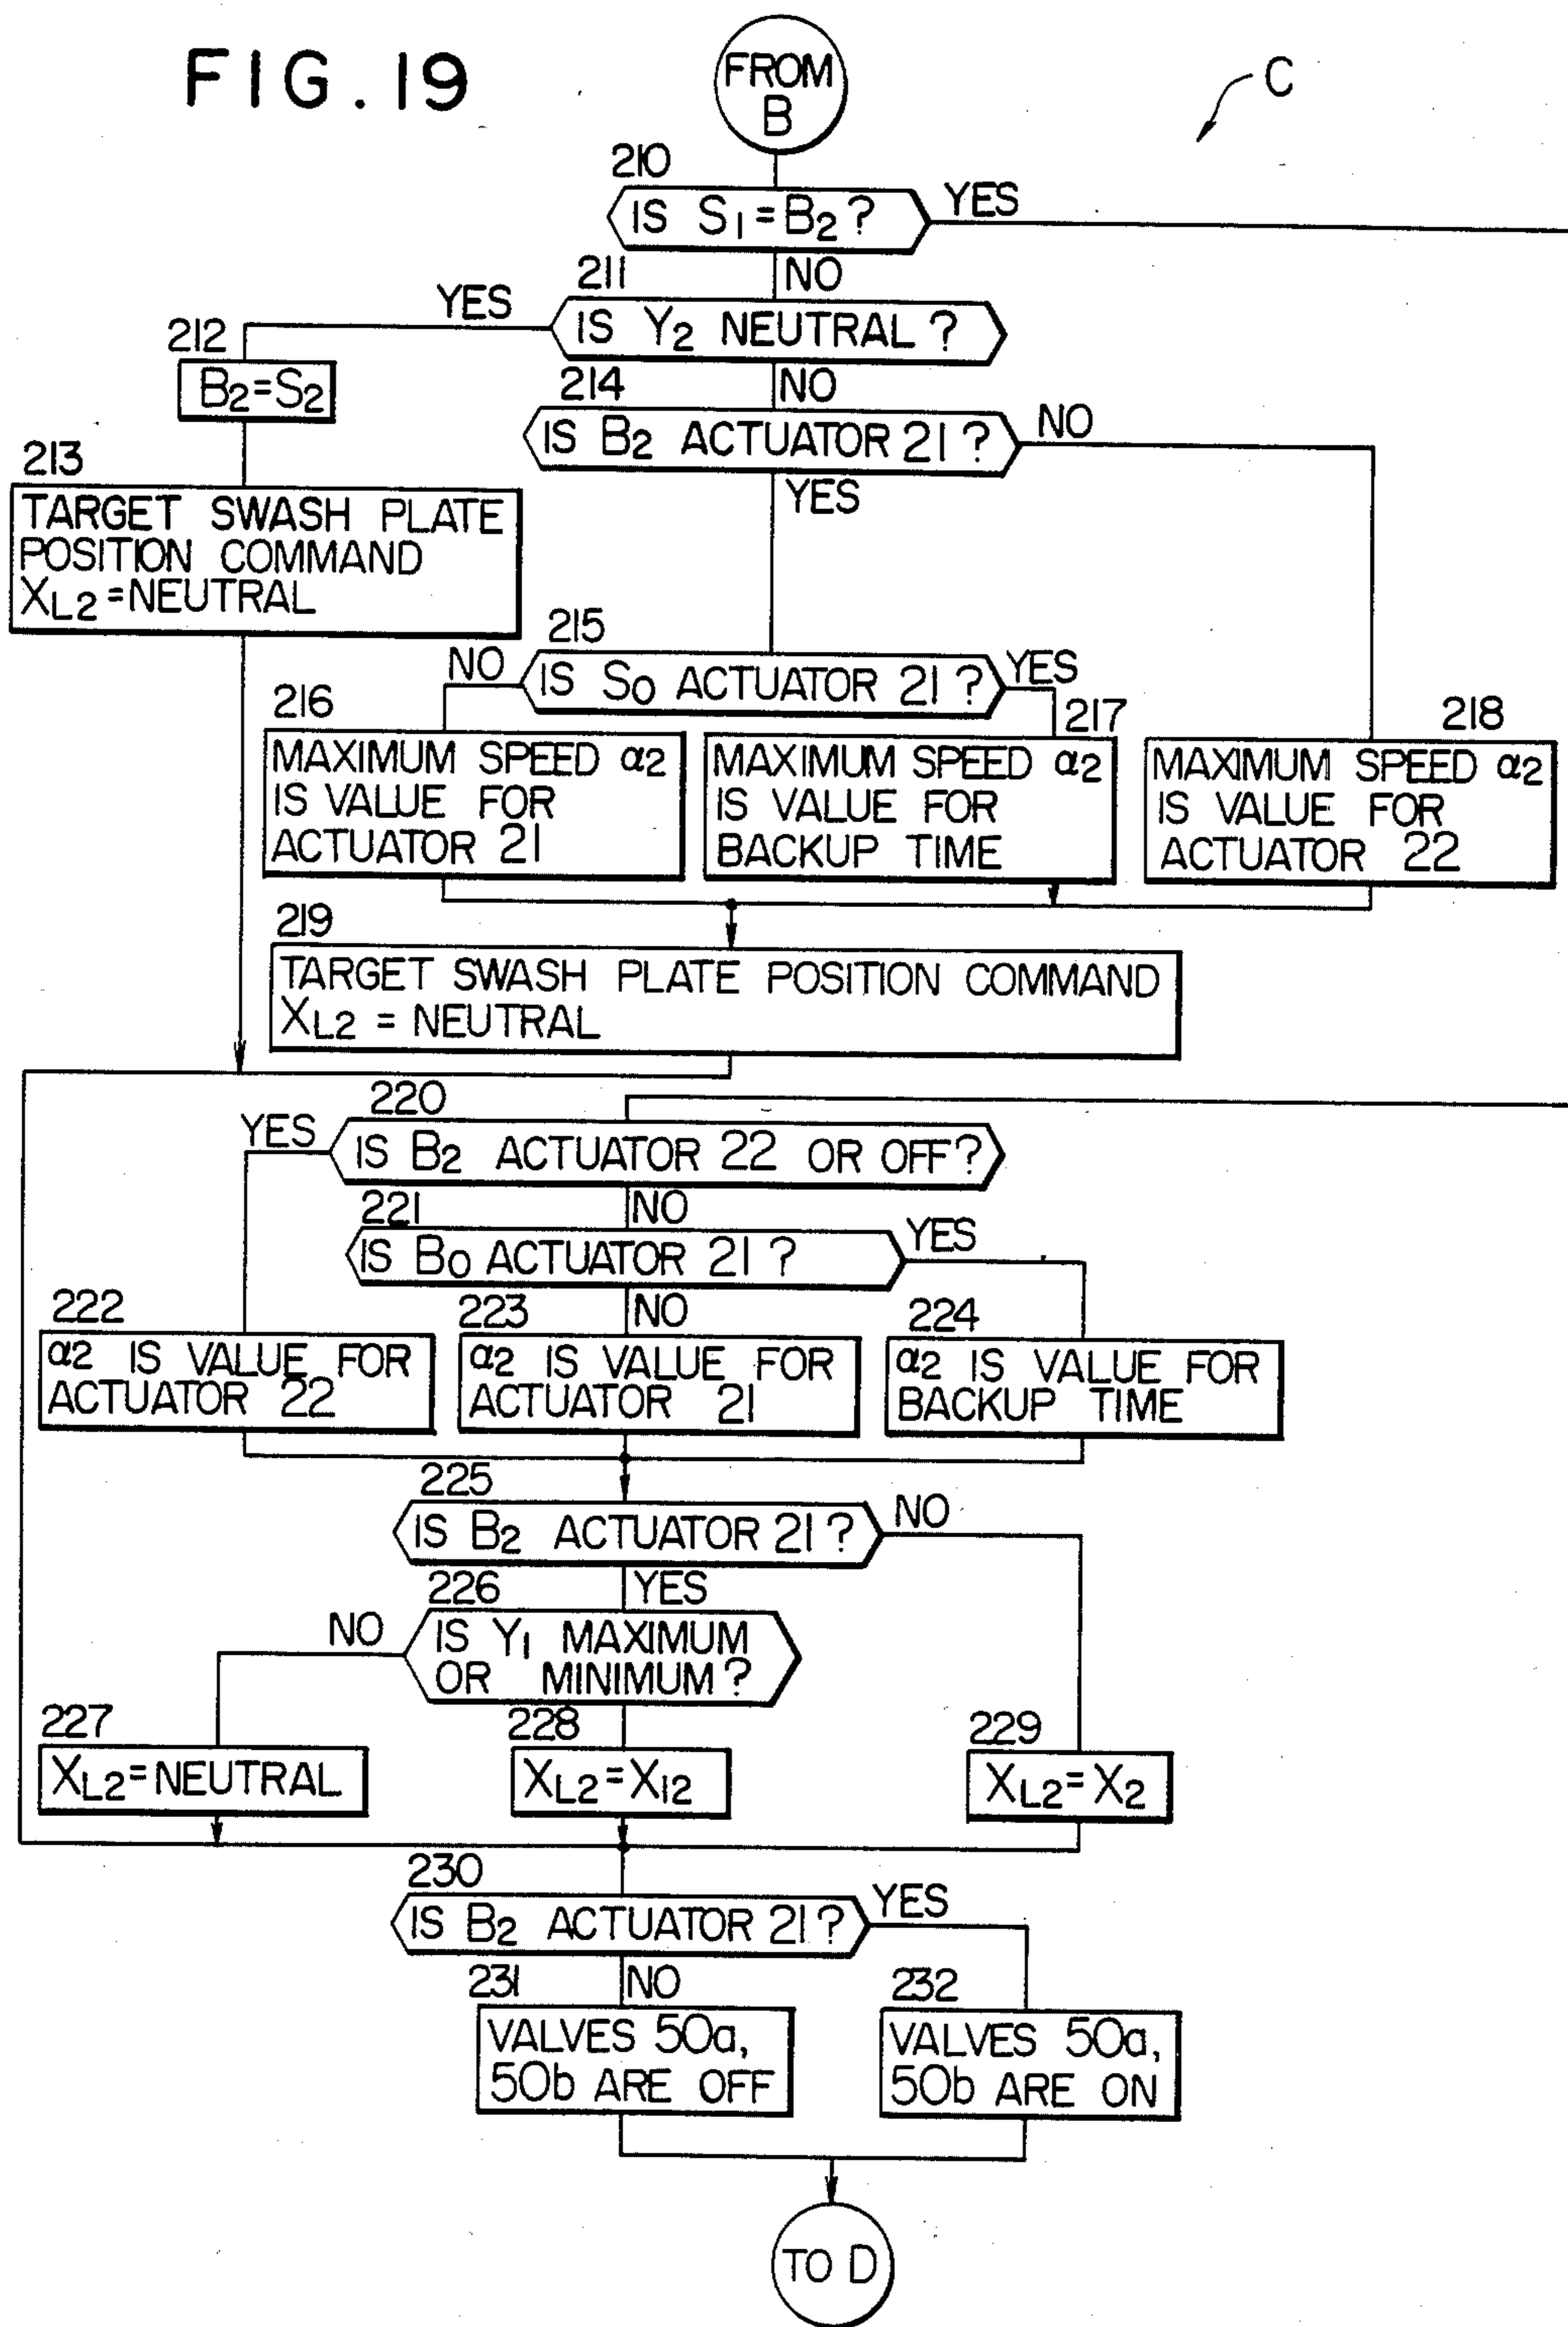 FIG. 19
FROM
B
C
210
IS S₁=B₂?
YES
NO
211
IS Y₂ NEUTRAL?
YES
NO
212
B₂=S₂
213
TARGET SWASH PLATE
POSITION COMMAND
X_L2=NEUTRAL
214
IS B₂ ACTUATOR 21?
NO
YES
215
IS S₀ ACTUATOR 21?
NO
YES
216
MAXIMUM SPEED α₂
IS VALUE FOR
ACTUATOR 21
217
MAXIMUM SPEED α₂
IS VALUE FOR
BACKUP TIME
218
MAXIMUM SPEED α₂
IS VALUE FOR
ACTUATOR 22
219
TARGET SWASH PLATE POSITION COMMAND
X_L2 = NEUTRAL
220
IS B₂ ACTUATOR 22 OR OFF?
YES
NO
221
IS B₀ ACTUATOR 21?
YES
NO
222
α₂ IS VALUE FOR
ACTUATOR 22
223
α₂ IS VALUE FOR
ACTUATOR 21
224
α₂ IS VALUE FOR
BACKUP TIME
225
IS B₂ ACTUATOR 21?
NO
YES
226
IS Y₁ MAXIMUM
OR MINIMUM?
NO
227
X_L2=NEUTRAL
228
X_L2=X₁₂
229
X_L2=X₂
230
IS B₂ ACTUATOR 21?
YES
NO
231
VALVES 50a,
50b ARE OFF
232
VALVES 50a,
50b ARE ON
TO D